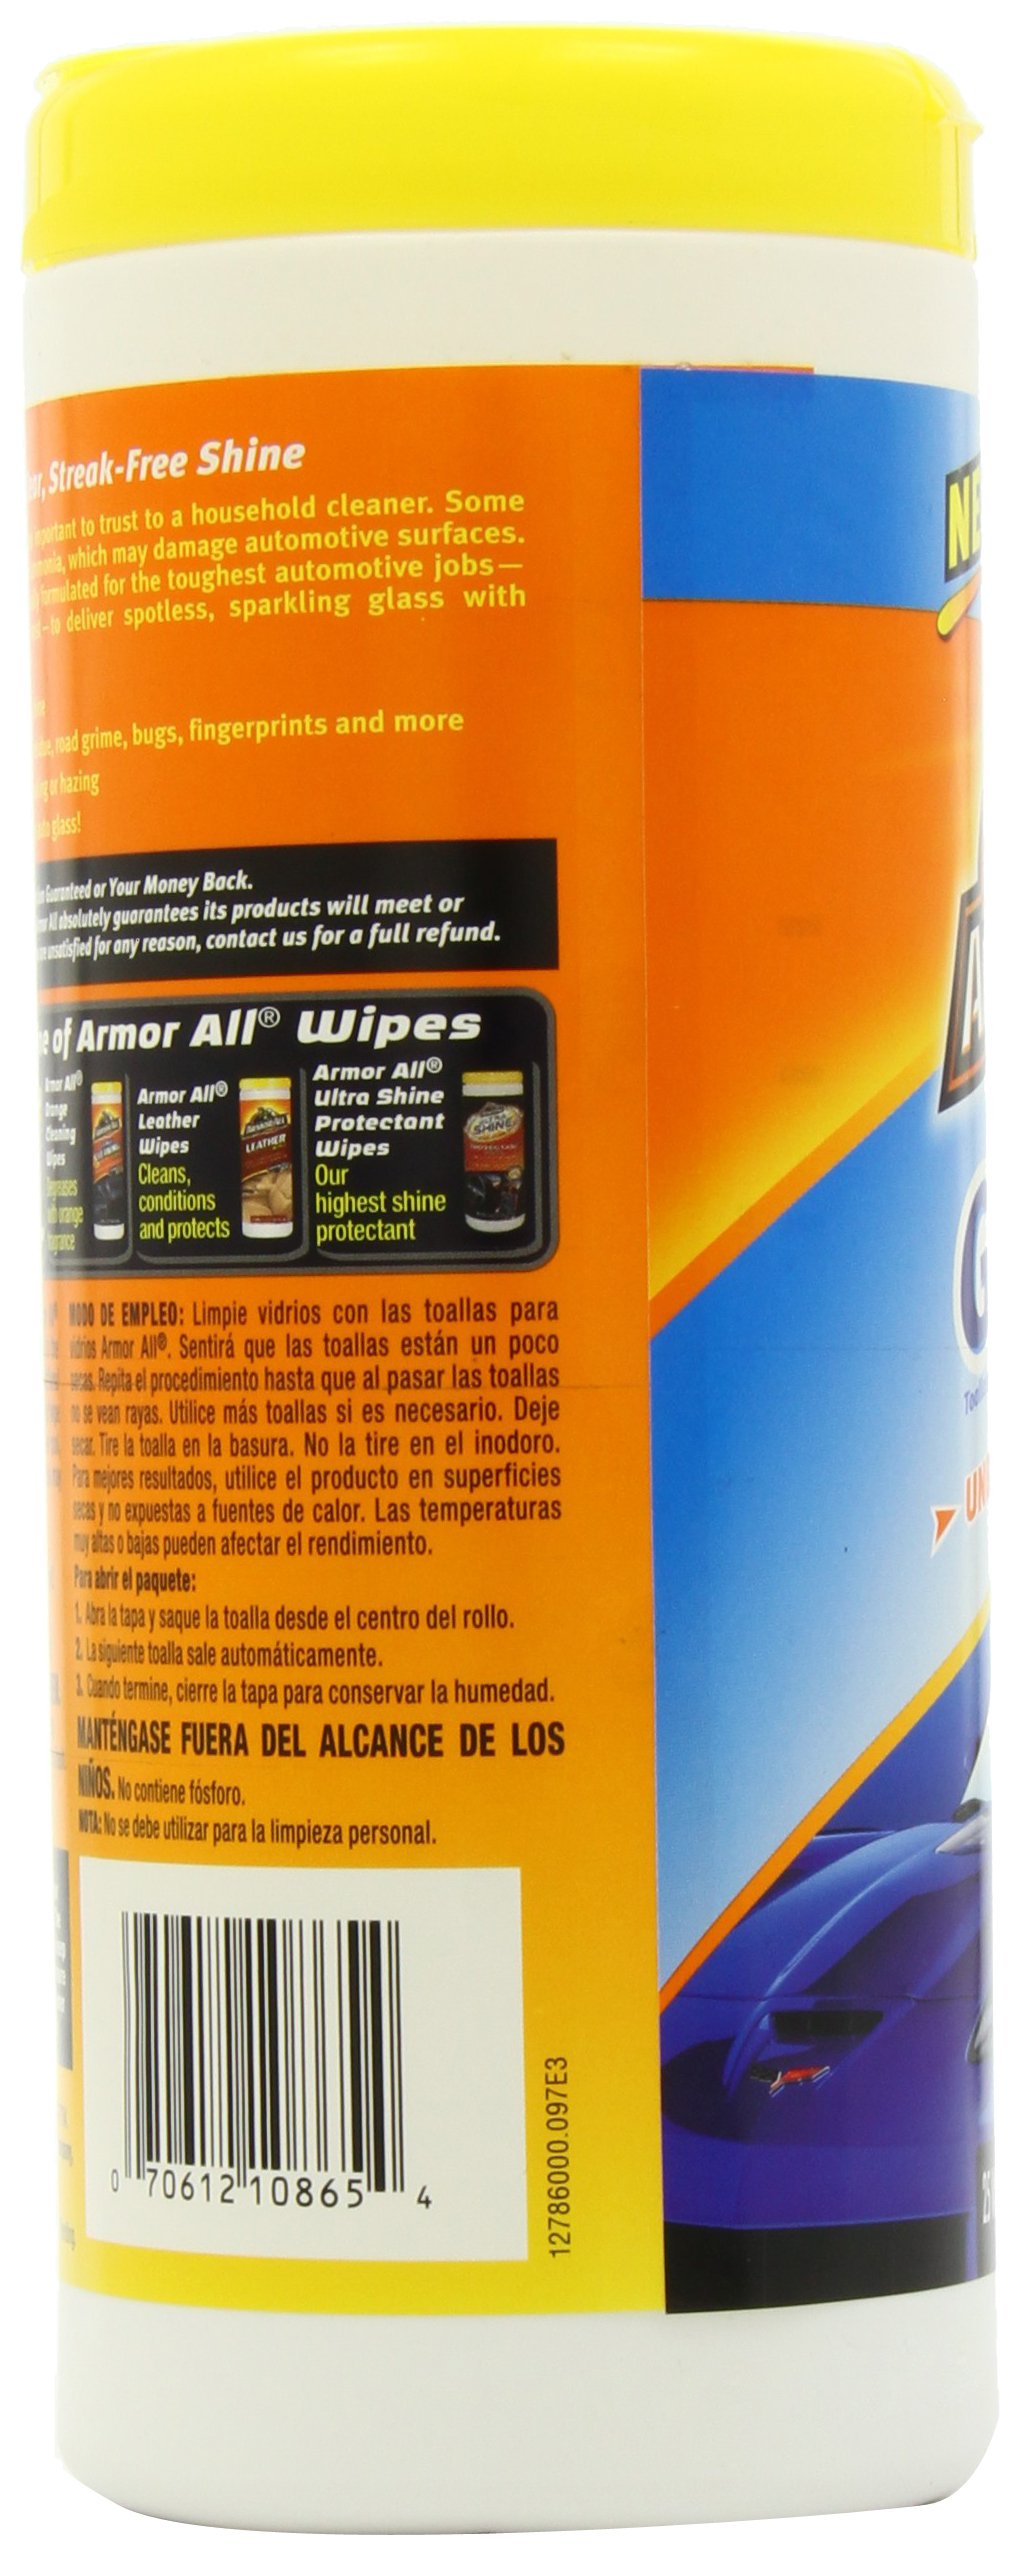 Streak-Free Shine
important to trust to a household cleaner. Some
which may damage automotive surfaces.
formulated for the toughest automotive jobs—
–to deliver spotless, sparkling glass with
road grime, bugs, fingerprints and more
or hazing
glass!
Guaranteed or Your Money Back.
All absolutely guarantees its products will meet or
unsatisfied for any reason, contact us for a full refund.
of Armor All® Wipes
Armor All®
Orange
Cleaning
Wipes
orange
Armor All®
Leather
Wipes
Cleans,
conditions
and protects
LEATHER
Armor All®
Ultra Shine
Protectant
Wipes
Our
highest shine
protectant
SHINE
MODO DE EMPLEO: Limpie vidrios con las toallas para
vidrios Armor All®. Sentirá que las toallas están un poco
secas. Repita el procedimiento hasta que al pasar las toallas
no se vean rayas. Utilice más toallas si es necesario. Deje
secar. Tire la toalla en la basura. No la tire en el inodoro.
Para mejores resultados, utilice el producto en superficies
secas y no expuestas a fuentes de calor. Las temperaturas
muy altas o bajas pueden afectar el rendimiento.
Para abrir el paquete:
1. Abra la tapa y saque la toalla desde el centro del rollo.
2. La siguiente toalla sale automáticamente.
3. Cuando termine, cierre la tapa para conservar la humedad.
MANTÉNGASE FUERA DEL ALCANCE DE LOS
NIÑOS. No contiene fósforo.
NOTA: No se debe utilizar para la limpieza personal.
0 70612 10865 4
12786000.097E3
NE
A
G
UN
25